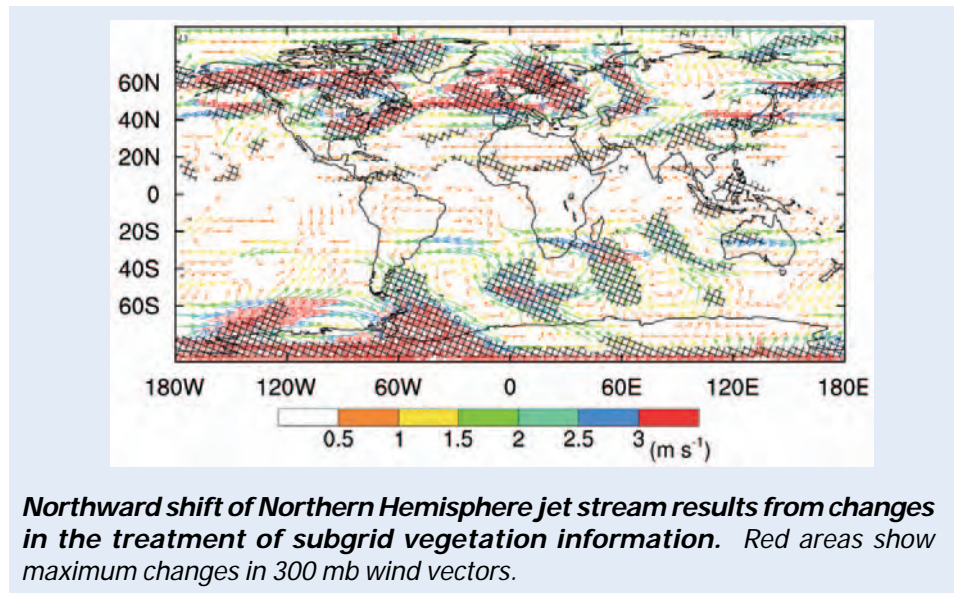 60N
40N
20N
0
20S
40S
60S
180W 120W 60W 0 60E 120E 180E
0.5 1 1.5 2 2.5 3 (m s⁻¹)
Northward shift of Northern Hemisphere jet stream results from changes
in the treatment of subgrid vegetation information. Red areas show
maximum changes in 300 mb wind vectors.